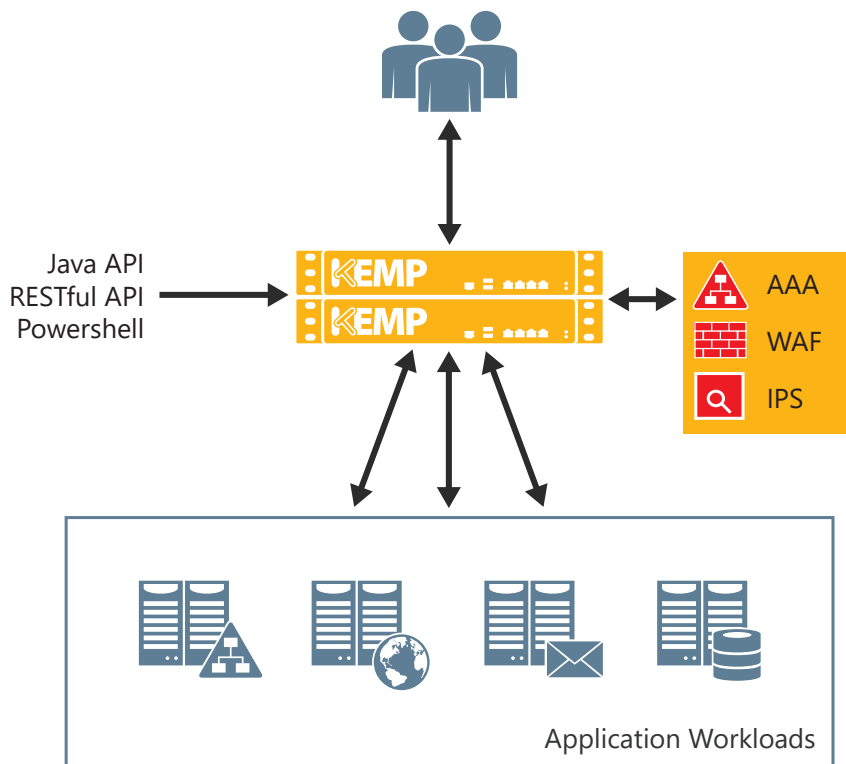 Java API
RESTful API
Powershell
KEMP
KEMP
AAA
WAF
IPS
Application Workloads